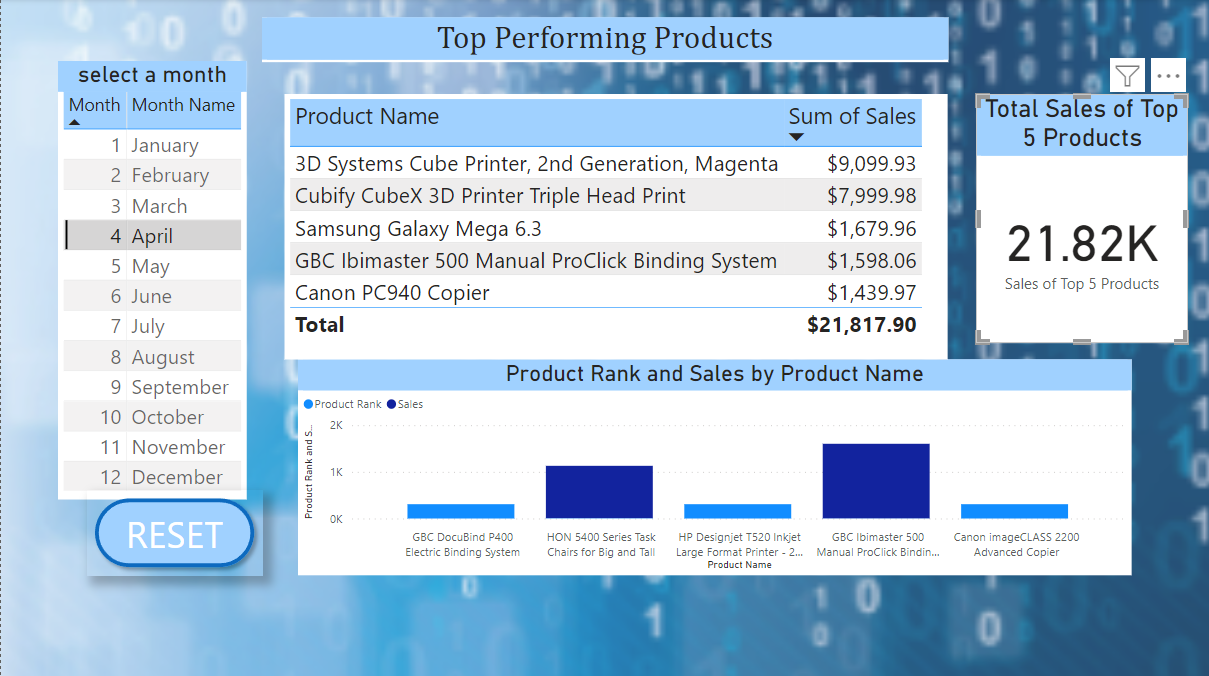 Top Performing Products
select a month
Month Month Name
1 January
2 February
3 March
4 April
5 May
6 June
7 July
8 August
9 September
10 October
11 November
12 December
RESET
Product Name Sum of Sales
3D Systems Cube Printer, 2nd Generation, Magenta $9,099.93
Cubify CubeX 3D Printer Triple Head Print $7,999.98
Samsung Galaxy Mega 6.3 $1,679.96
GBC Ibimaster 500 Manual ProClick Binding System $1,598.06
Canon PC940 Copier $1,439.97
Total $21,817.90
Total Sales of Top
5 Products
21.82K
Sales of Top 5 Products
Product Rank and Sales by Product Name
Product Rank Sales
Product Rank and S...
2K
1K
0K
GBC DocuBind P400
Electric Binding System
HON 5400 Series Task
Chairs for Big and Tall
HP Designjet T520 Inkjet
Large Format Printer - 2...
GBC Ibimaster 500
Manual ProClick Bindin...
Canon imageCLASS 2200
Advanced Copier
Product Name